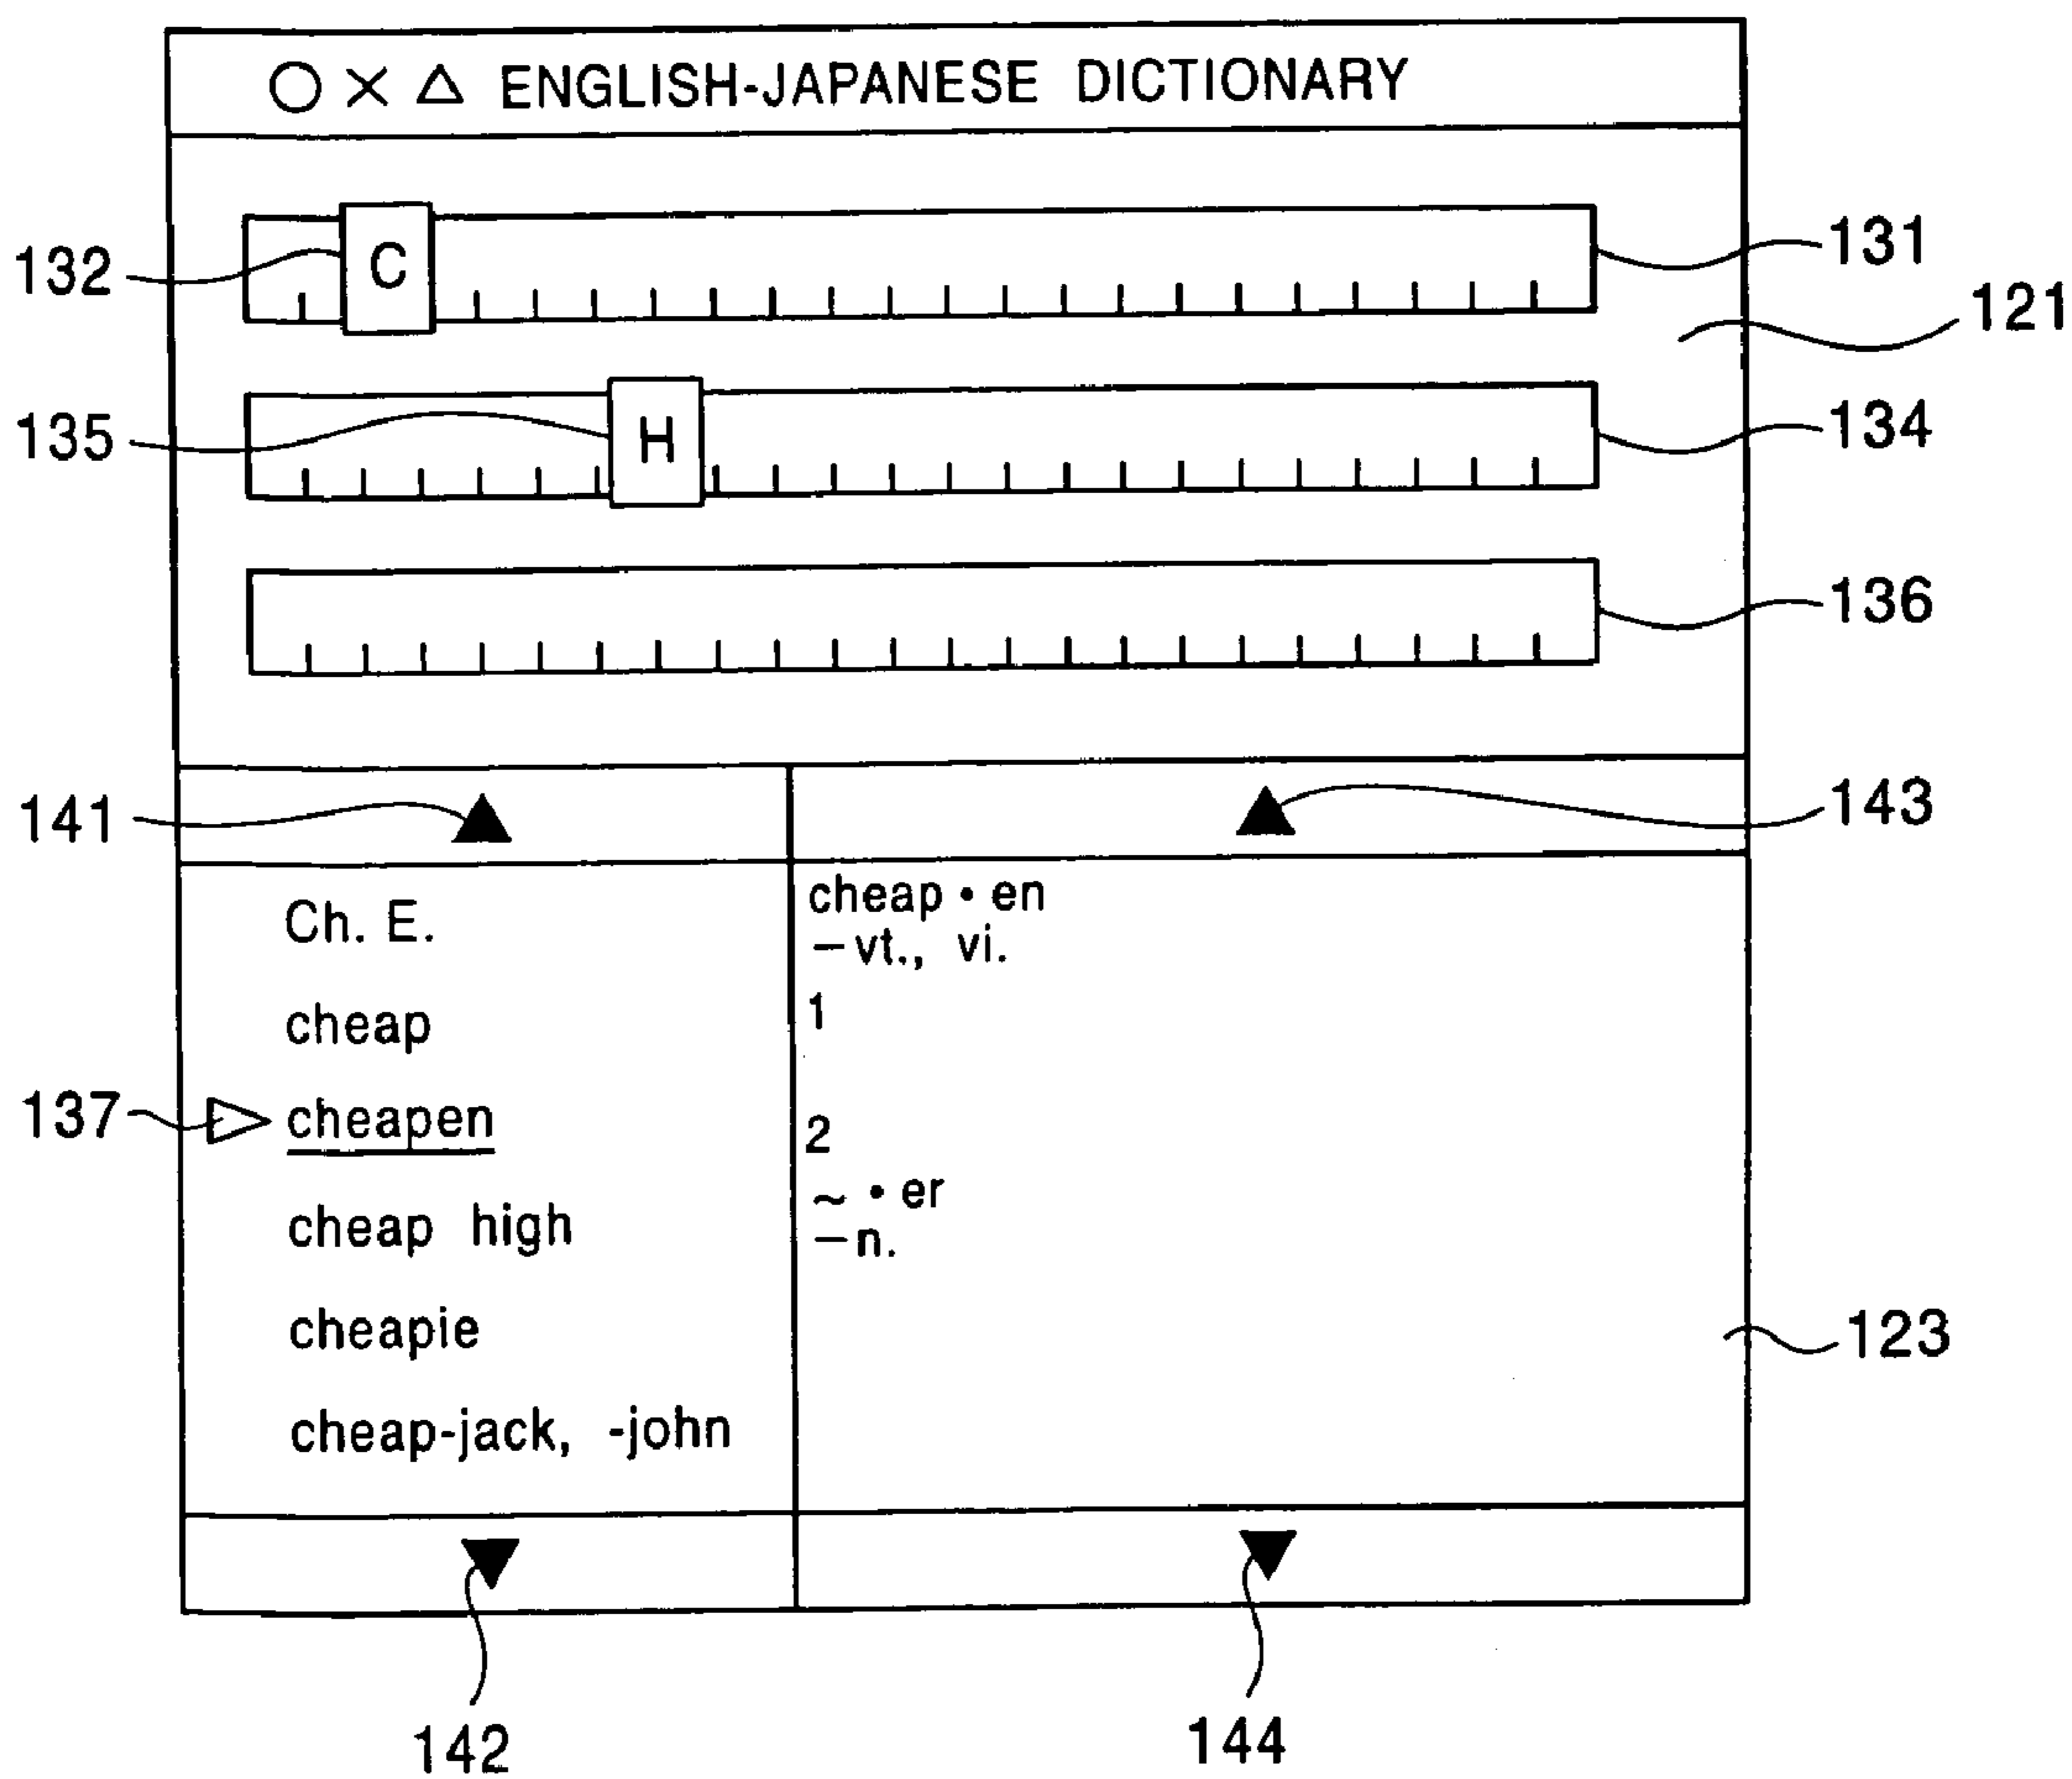 ○×△ ENGLISH-JAPANESE DICTIONARY
132
C
131
121
135
H
134
136
141
143
Ch. E.
cheap
137
cheapen
cheap high
cheapie
cheap-jack, -john
cheap•en
—vt., vi.
1
2
~•er
—n.
123
142
144